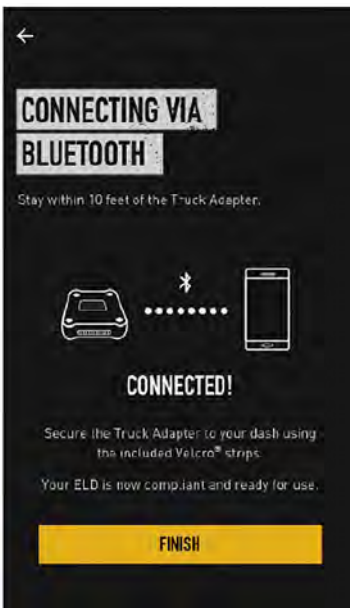 CONNECTING VIA
BLUETOOTH
Stay within 10 feet of the Truck Adapter.
CONNECTED!
Secure the Truck Adapter to your dash using
the included Velcro® strips.
Your ELD is now compliant and ready for use.
FINISH